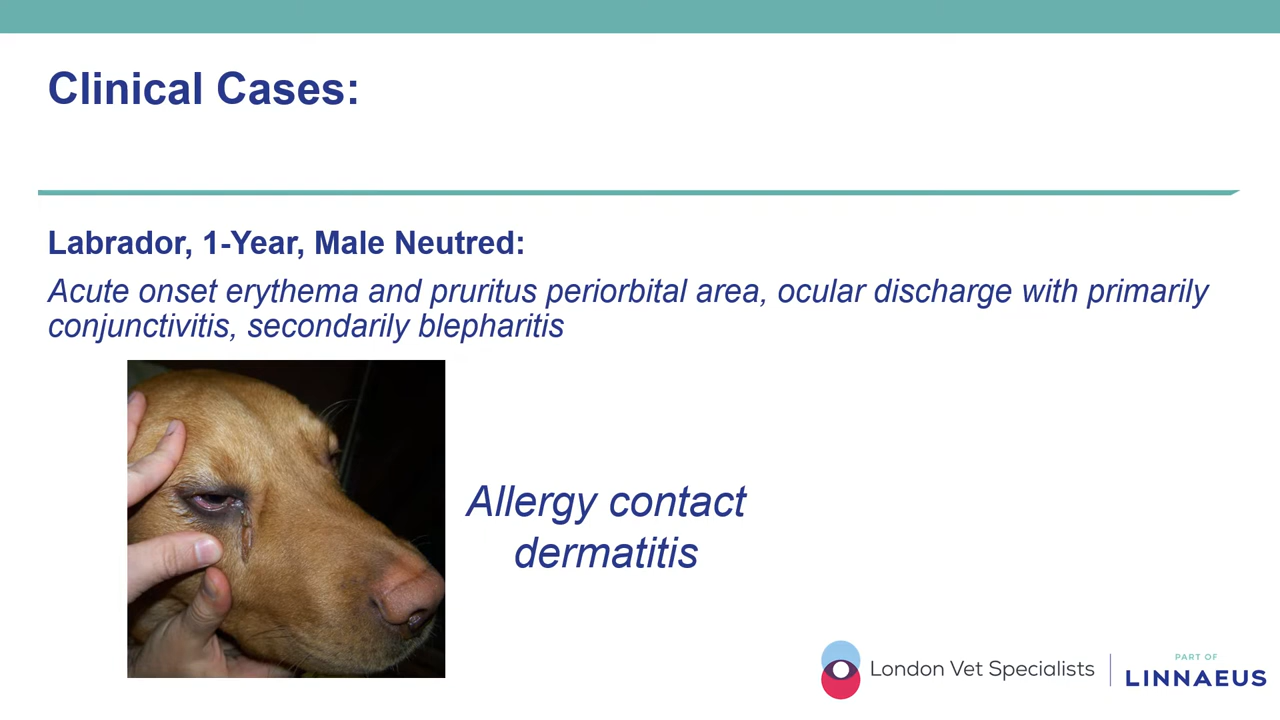 Clinical Cases:
Labrador, 1-Year, Male Neutred:
Acute onset erythema and pruritus periorbital area, ocular discharge with primarily
conjunctivitis, secondarily blepharitis
Allergy contact
dermatitis
London Vet Specialists
PART OF
LINNAEUS